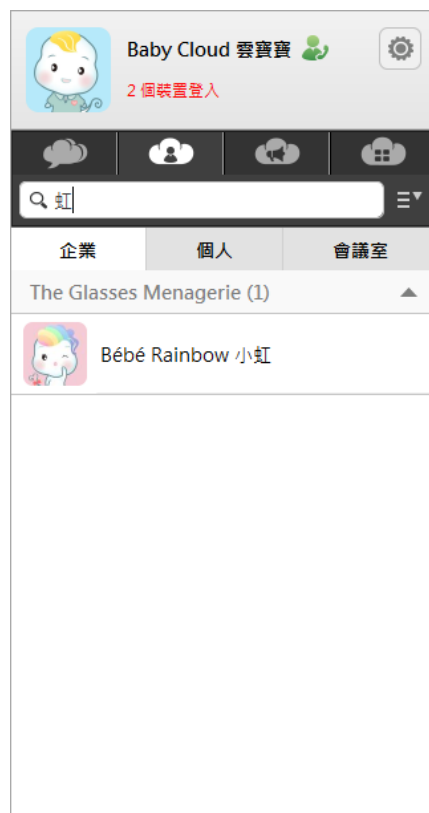 Baby Cloud 雲寶寶
2 個裝置登入
虹
企業 個人 會議室
The Glasses Menagerie (1)
Bébé Rainbow 小虹